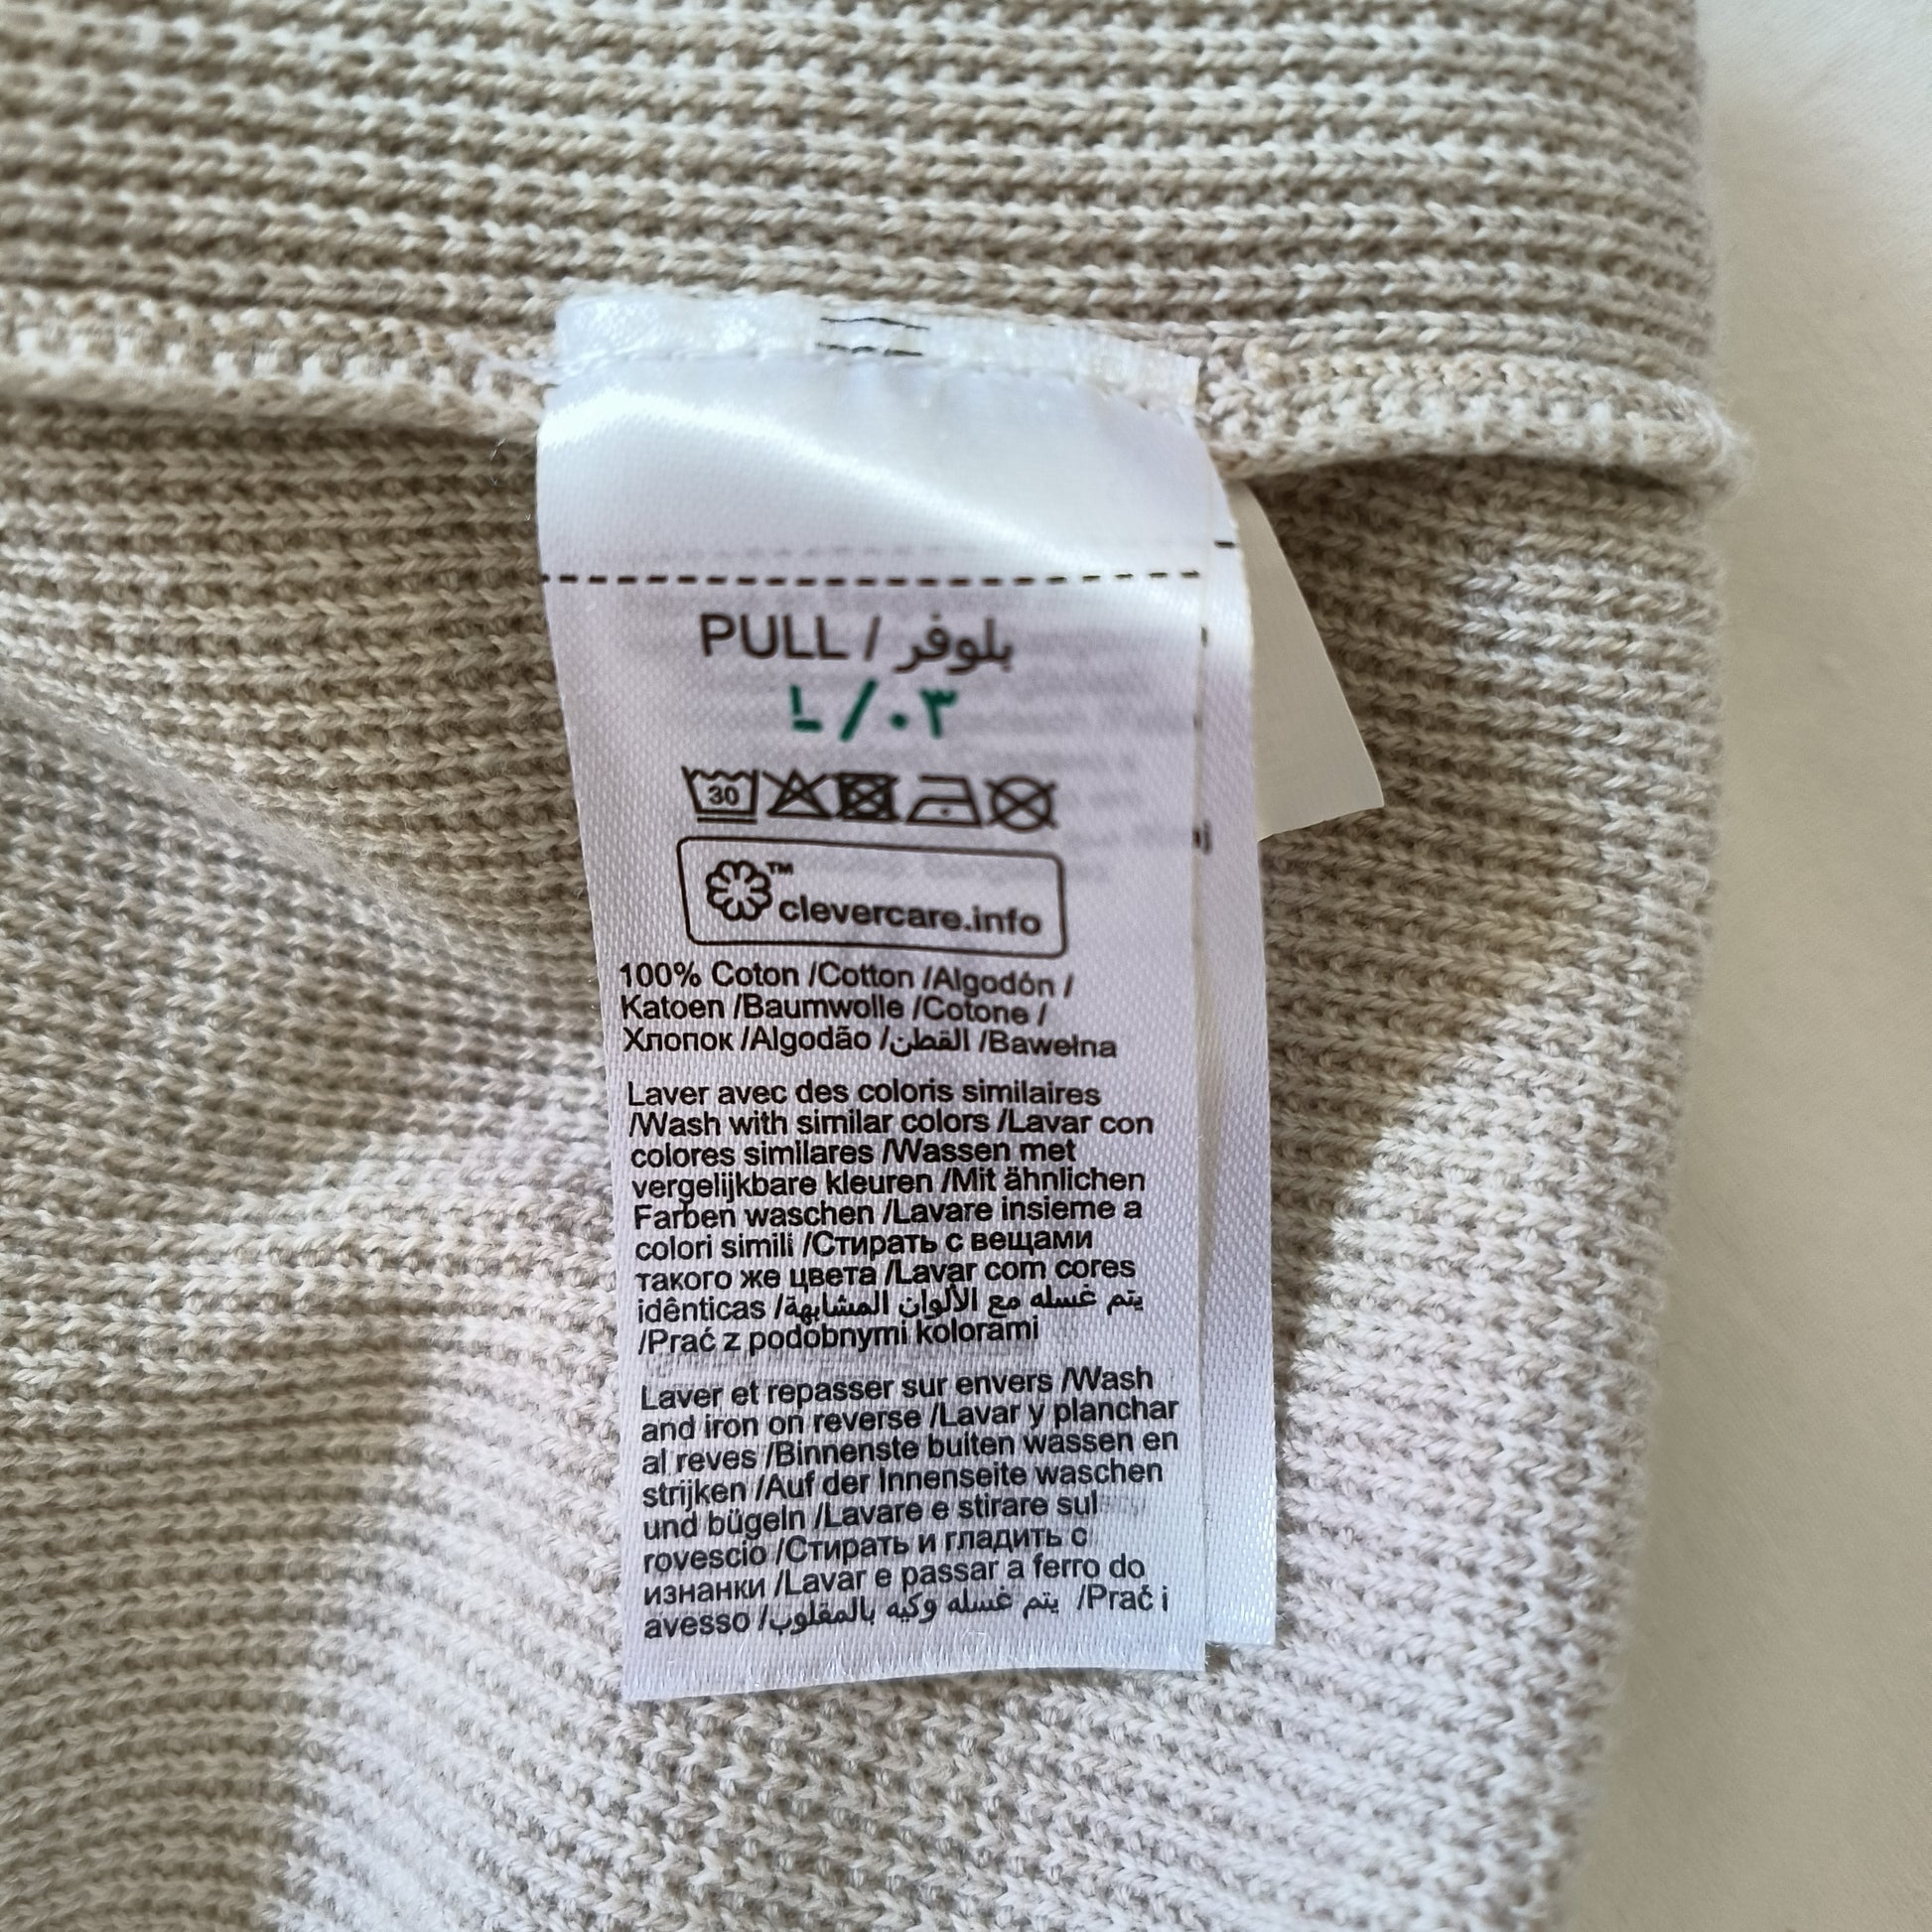 PULL / بلوفر
L/٠٣
30
™
clevercare.info
100% Coton /Cotton /Algodón /
Katoen /Baumwolle /Cotone /
Хлопок /Algodão /القطن /Bawełna
Laver avec des coloris similaires
/Wash with similar colors /Lavar con
colores similares /Wassen met
vergelijkbare kleuren /Mit ähnlichen
Farben waschen /Lavare insieme a
colori simili /Стирать с вещами
такого же цвета /Lavar com cores
idênticas /يتم غسله مع الألوان المشابهة
/Prać z podobnymi kolorami
Laver et repasser sur envers /Wash
and iron on reverse /Lavar y planchar
al reves /Binnenste buiten wassen en
strijken /Auf der Innenseite waschen
und bügeln /Lavare e stirare sul
rovescio /Стирать и гладить с
изнанки /Lavar e passar a ferro do
avesso /يتم غسله وكيه بالمقلوب /Prać i